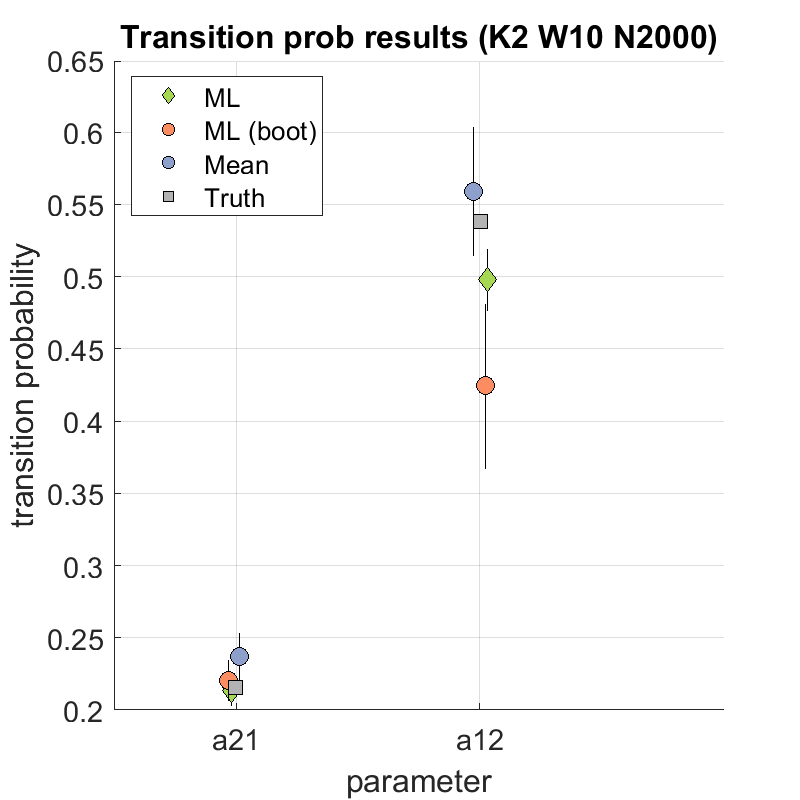 Transition prob results (K2 W10 N2000)
0.65
0.6
0.55
0.5
0.45
0.4
0.35
0.3
0.25
0.2
transition probability
ML
ML (boot)
Mean
Truth
a21
a12
parameter